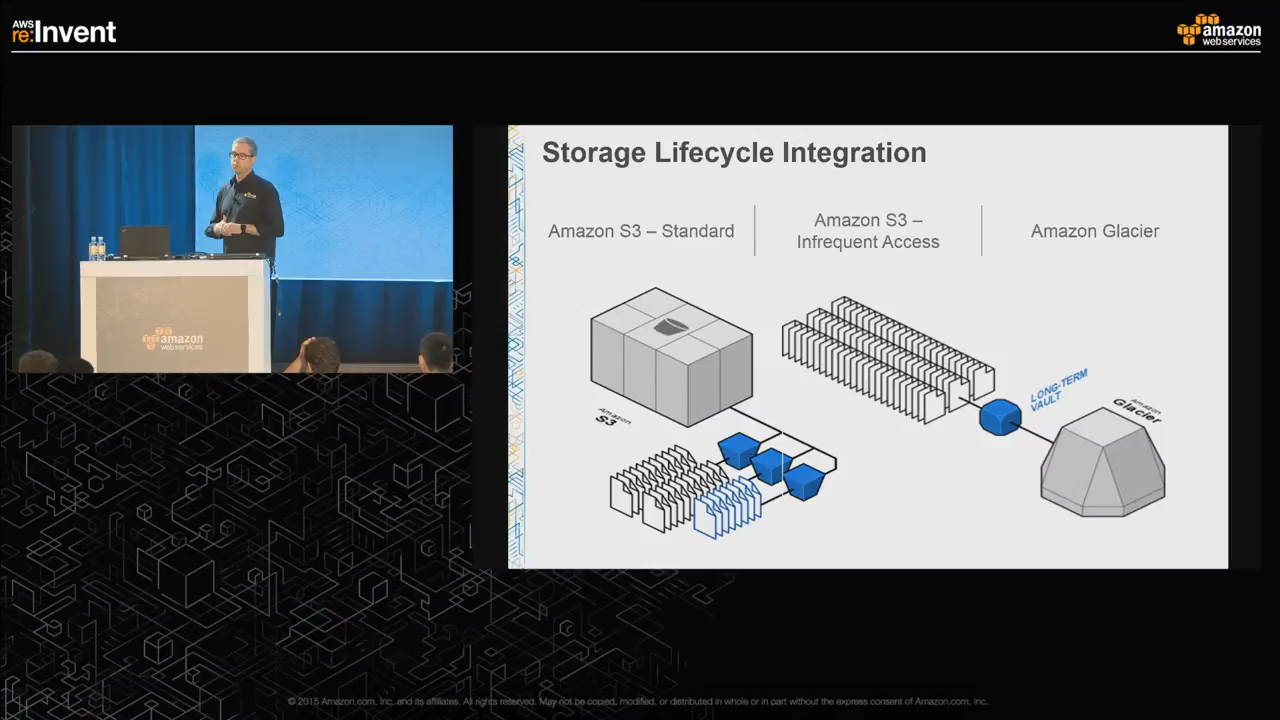 AWS
re:Invent
amazon
web services
Storage Lifecycle Integration
Amazon S3 – Standard
Amazon S3 –
Infrequent Access
Amazon Glacier
Amazon
S3
LONG-TERM
VAULT
Amazon
Glacier
amazon
web services
© 2015 Amazon.com, Inc. and its affiliates. All rights reserved. May not be copied, modified, or distributed in whole or in part without the express consent of Amazon.com, Inc.